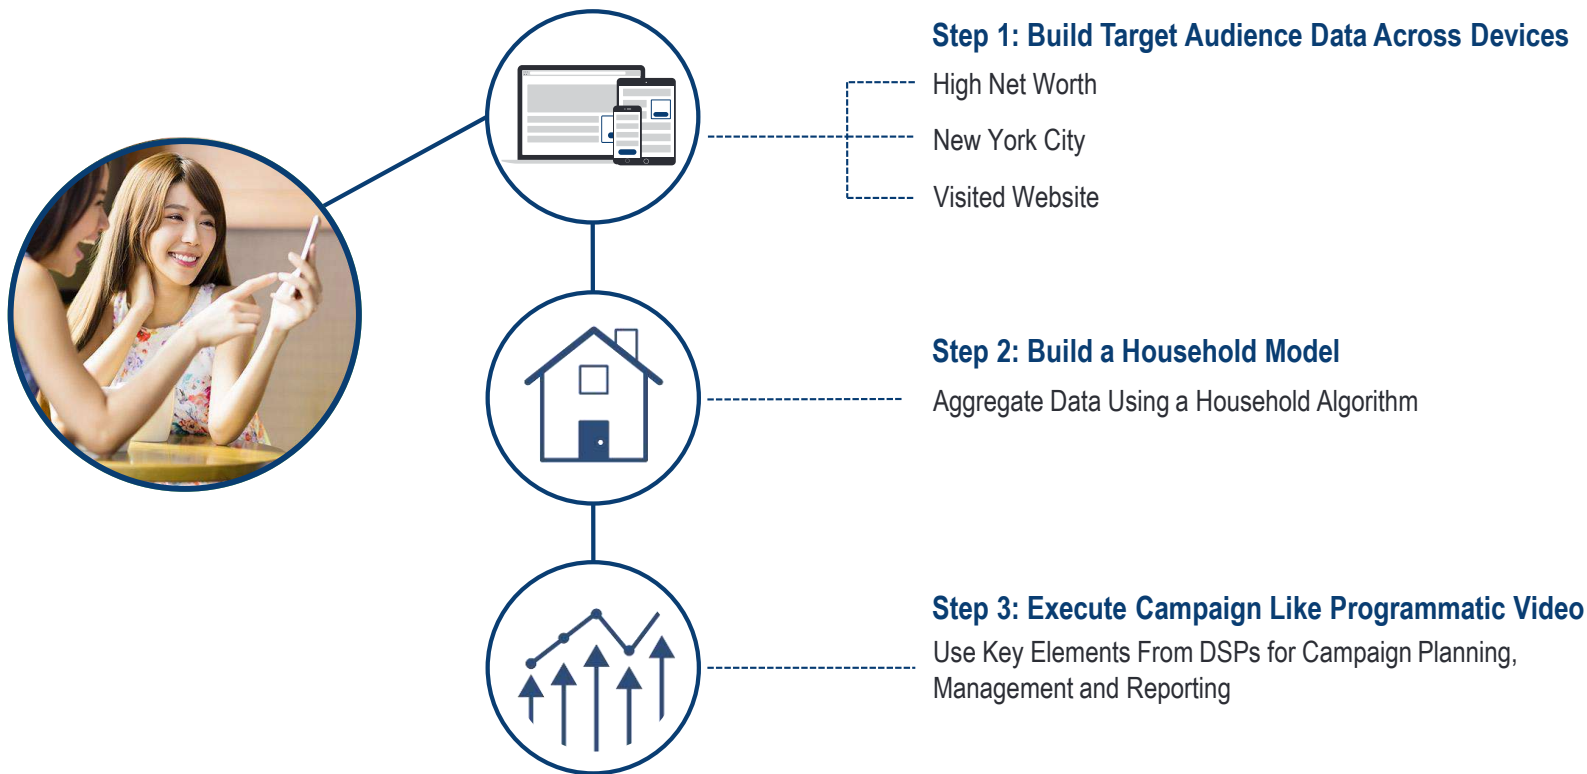 Step 1: Build Target Audience Data Across Devices
High Net Worth
New York City
Visited Website
Step 2: Build a Household Model
Aggregate Data Using a Household Algorithm
Step 3: Execute Campaign Like Programmatic Video
Use Key Elements From DSPs for Campaign Planning,
Management and Reporting